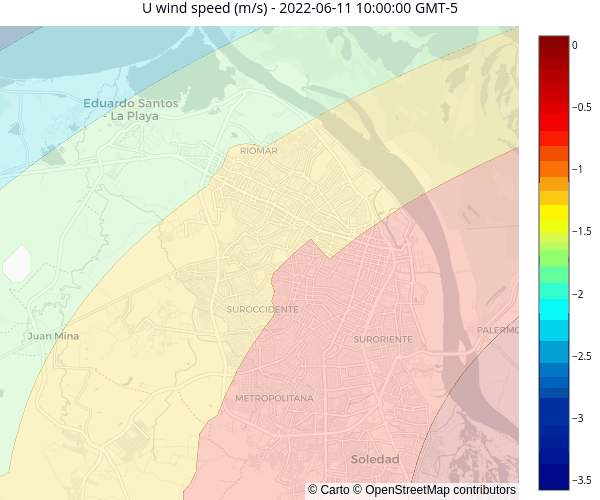 U wind speed (m/s) - 2022-06-11 10:00:00 GMT-5
0
−0.5
−1
−1.5
−2
−2.5
−3
−3.5
Eduardo Santos
- La Playa
RIOMAR
SUROCCIDENTE
Juan Mina
SURORIENTE
PALERMO
METROPOLITANA
Soledad
© Carto © OpenStreetMap contributors